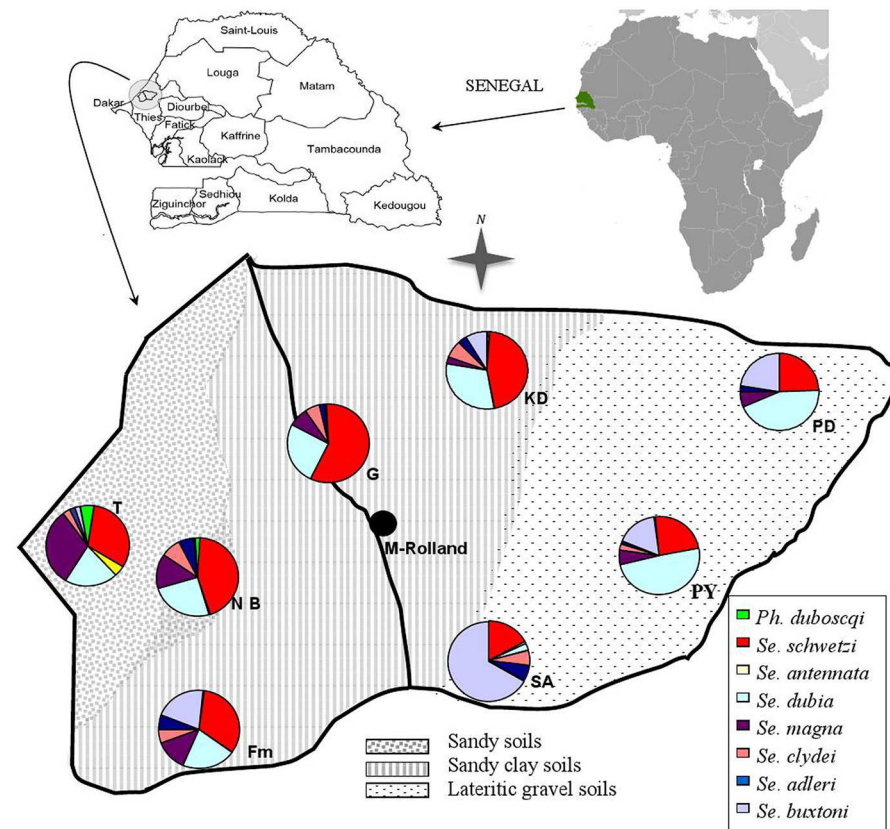 Saint-Louis
Louga
Matam
Dakar
Thies
Diourbel
Fatick
Kaffrine
Kaolack
Tambacounda
Ziguinchor
Sedhiou
Kolda
Kedougou
SENEGAL
N
KD
PD
G
T
M-Rolland
N B
PY
SA
Fm
Sandy soils
Sandy clay soils
Lateritic gravel soils
Ph. duboscqi
Se. schwetzi
Se. antennata
Se. dubia
Se. magna
Se. clydei
Se. adleri
Se. buxtoni